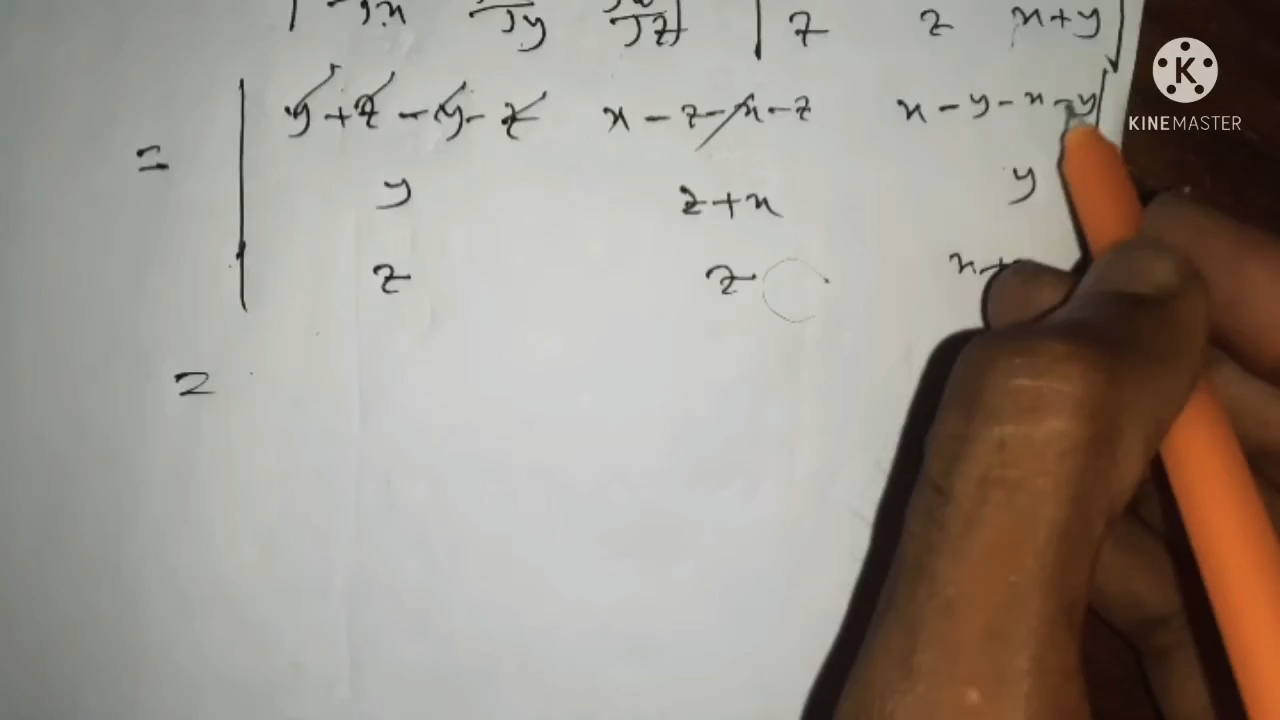 z z x+y
y+z-y-z x-z-x-z x-y-x-y
= y z+x y
z z x+
=
K
KINEMASTER